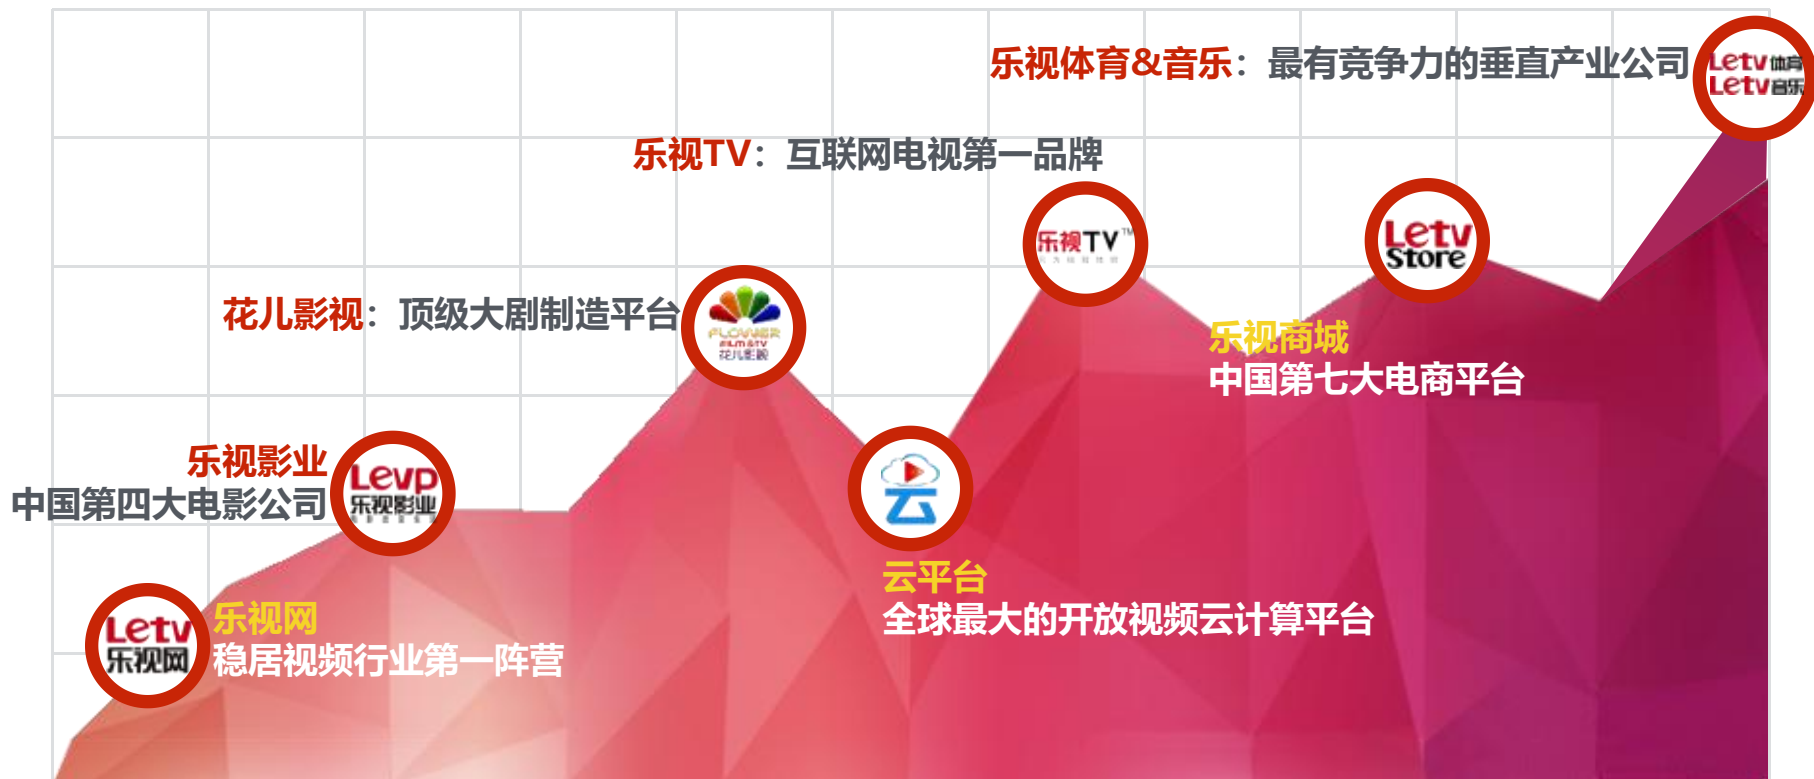 乐视体育&音乐：最有竞争力的垂直产业公司
Letv体育
Letv音乐
乐视TV：互联网电视第一品牌
乐视TV™
Letv
Store
花儿影视：顶级大剧制造平台
FLOWER
FILM&TV
花儿影视
乐视商城
中国第七大电商平台
乐视影业
中国第四大电影公司
Levp
乐视影业
云
云平台
全球最大的开放视频云计算平台
Letv
乐视网
乐视网
稳居视频行业第一阵营